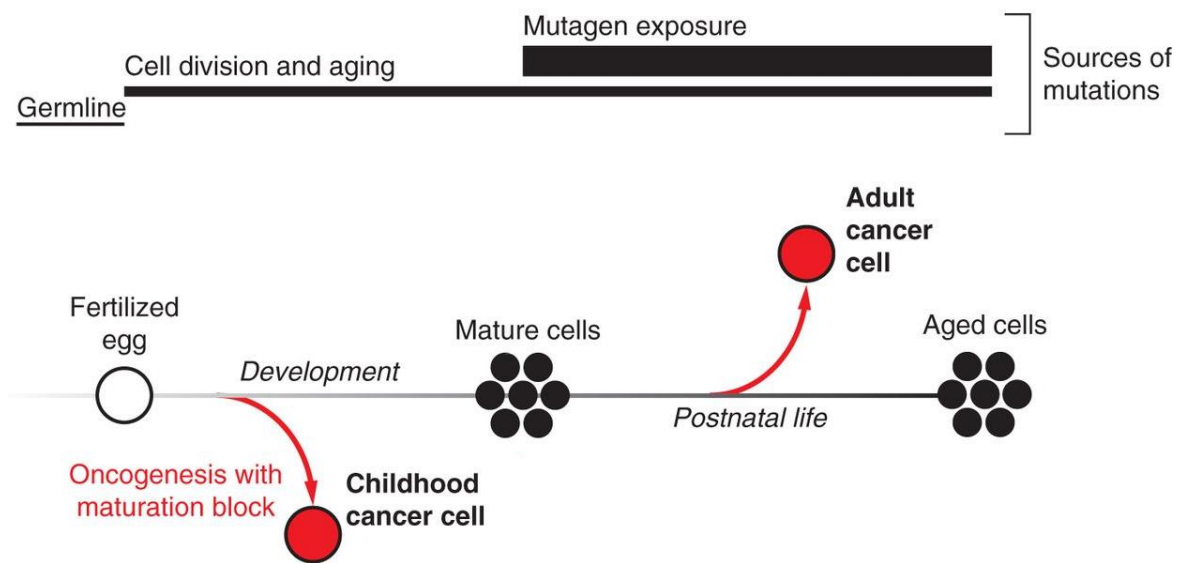 Mutagen exposure
Cell division and aging
Germline
Sources of
mutations
Adult
cancer
cell
Fertilized
egg
Mature cells
Aged cells
Development
Postnatal life
Oncogenesis with
maturation block
Childhood
cancer cell